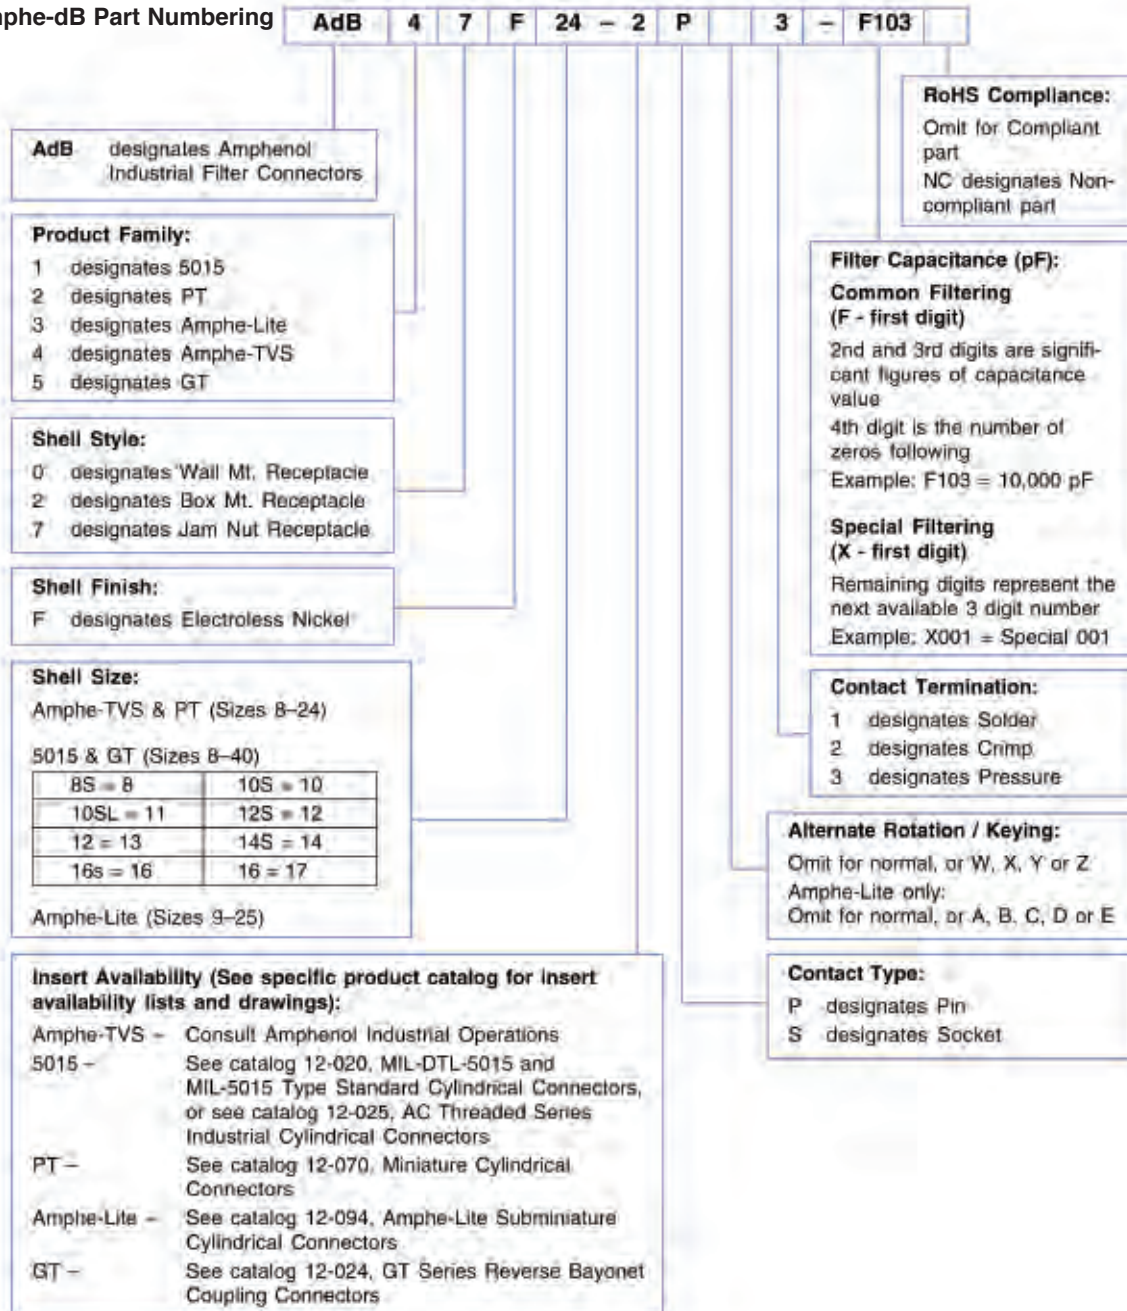 phe-dB Part Numbering
AdB 4 7 F 24 – 2 P 3 – F103
AdB designates Amphenol
Industrial Filter Connectors
Product Family:
1 designates 5015
2 designates PT
3 designates Amphe-Lite
4 designates Amphe-TVS
5 designates GT
Shell Style:
0 designates Wall Mt. Receptacle
2 designates Box Mt. Receptacle
7 designates Jam Nut Receptacle
Shell Finish:
F designates Electroless Nickel
Shell Size:
Amphe-TVS & PT (Sizes 8–24)
5015 & GT (Sizes 8–40)
8S = 8 10S = 10
10SL = 11 12S = 12
12 = 13 14S = 14
16s = 16 16 = 17
Amphe-Lite (Sizes 9–25)
Insert Availability (See specific product catalog for insert
availability lists and drawings):
Amphe-TVS – Consult Amphenol Industrial Operations
5015 – See catalog 12-020, MIL-DTL-5015 and
MIL-5015 Type Standard Cylindrical Connectors,
or see catalog 12-025, AC Threaded Series
Industrial Cylindrical Connectors
PT – See catalog 12-070, Miniature Cylindrical
Connectors
Amphe-Lite – See catalog 12-094, Amphe-Lite Subminiature
Cylindrical Connectors
GT – See catalog 12-024, GT Series Reverse Bayonet
Coupling Connectors
RoHS Compliance:
Omit for Compliant
part
NC designates Non-
compliant part
Filter Capacitance (pF):
Common Filtering
(F - first digit)
2nd and 3rd digits are signifi-
cant figures of capacitance
value
4th digit is the number of
zeros following
Example: F103 = 10,000 pF
Special Filtering
(X - first digit)
Remaining digits represent the
next available 3 digit number
Example: X001 = Special 001
Contact Termination:
1 designates Solder
2 designates Crimp
3 designates Pressure
Alternate Rotation / Keying:
Omit for normal, or W, X, Y or Z
Amphe-Lite only:
Omit for normal, or A, B, C, D or E
Contact Type:
P designates Pin
S designates Socket